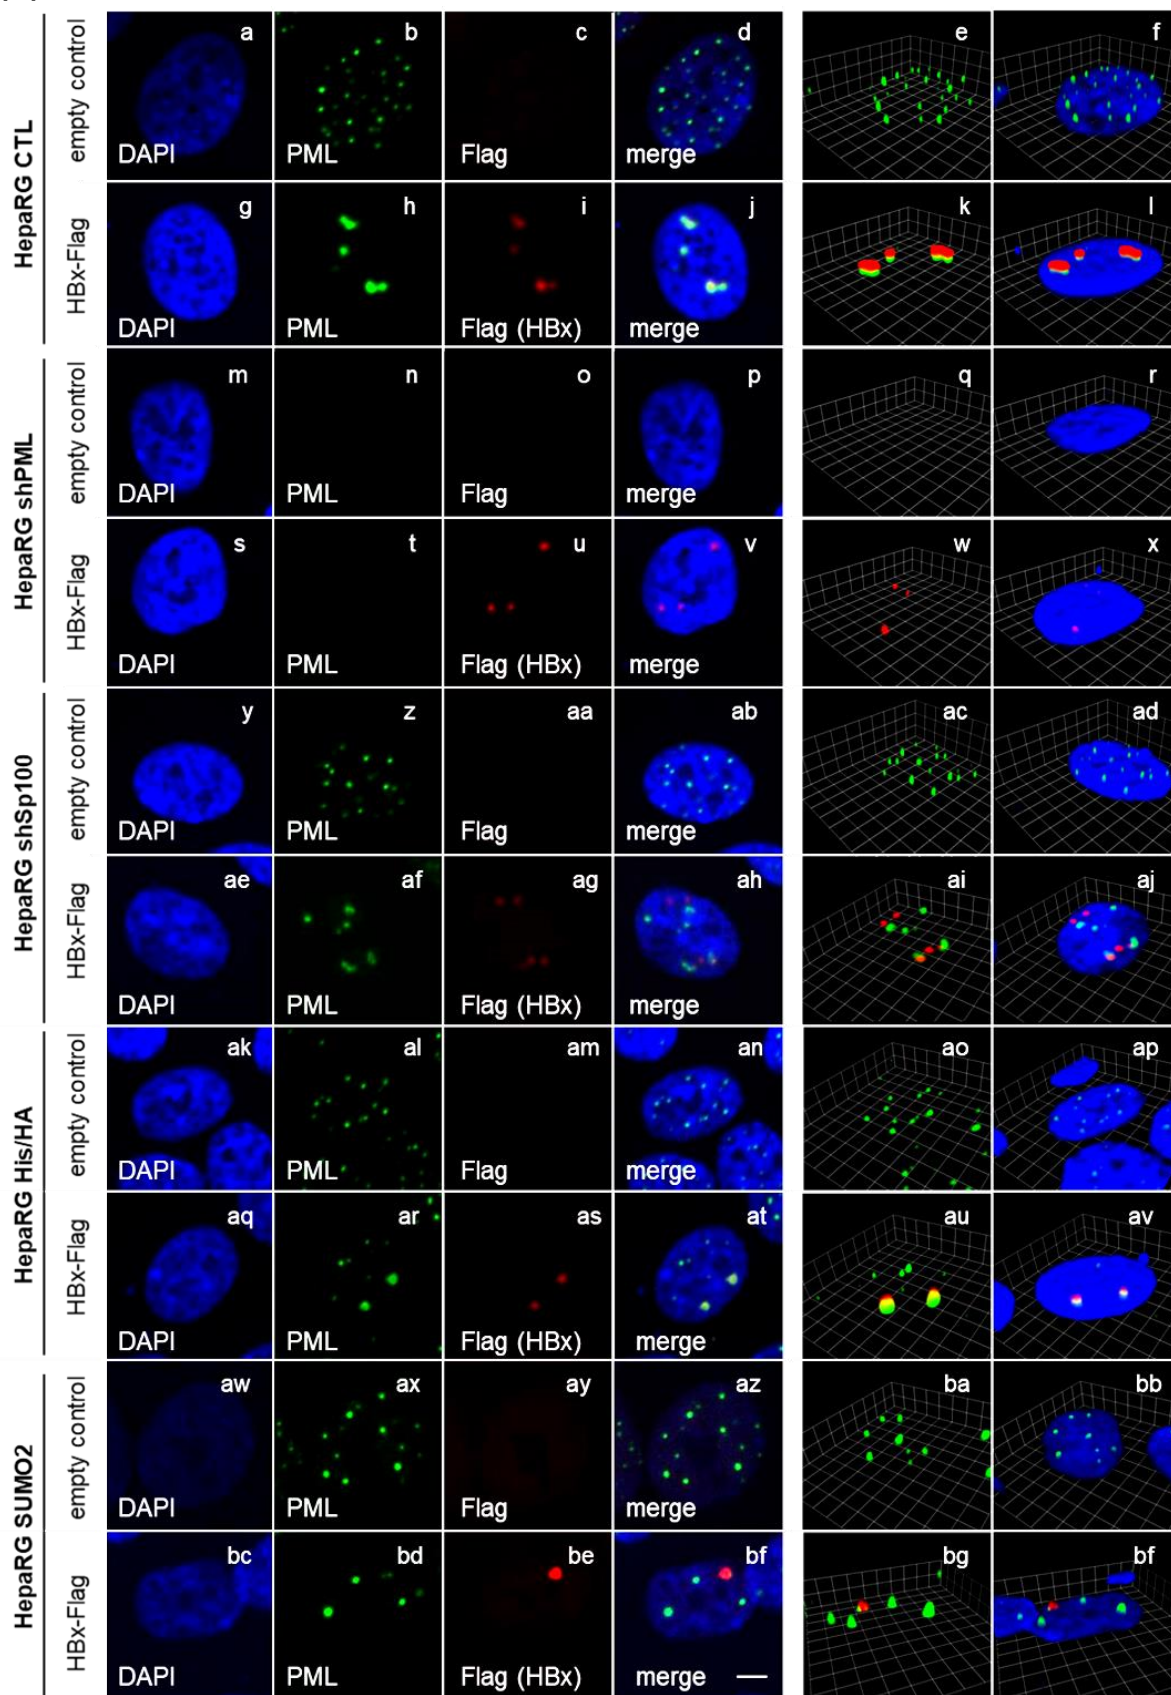 HepaRG CTL
empty control
a
DAPI
b
PML
c
Flag
d
merge
e
f
HBx-Flag
g
DAPI
h
PML
i
Flag (HBx)
j
merge
k
l
HepaRG shPML
empty control
m
DAPI
n
PML
o
Flag
p
merge
q
r
HBx-Flag
s
DAPI
t
PML
u
Flag (HBx)
v
merge
w
x
HepaRG shSp100
empty control
y
DAPI
z
PML
aa
Flag
ab
merge
ac
ad
HBx-Flag
ae
DAPI
af
PML
ag
Flag (HBx)
ah
merge
ai
aj
HepaRG His/HA
empty control
ak
DAPI
al
PML
am
Flag
an
merge
ao
ap
HBx-Flag
aq
DAPI
ar
PML
as
Flag (HBx)
at
merge
au
av
HepaRG SUMO2
empty control
aw
DAPI
ax
PML
ay
Flag
az
merge
ba
bb
HBx-Flag
bc
DAPI
bd
PML
be
Flag (HBx)
bf
merge
bg
bf